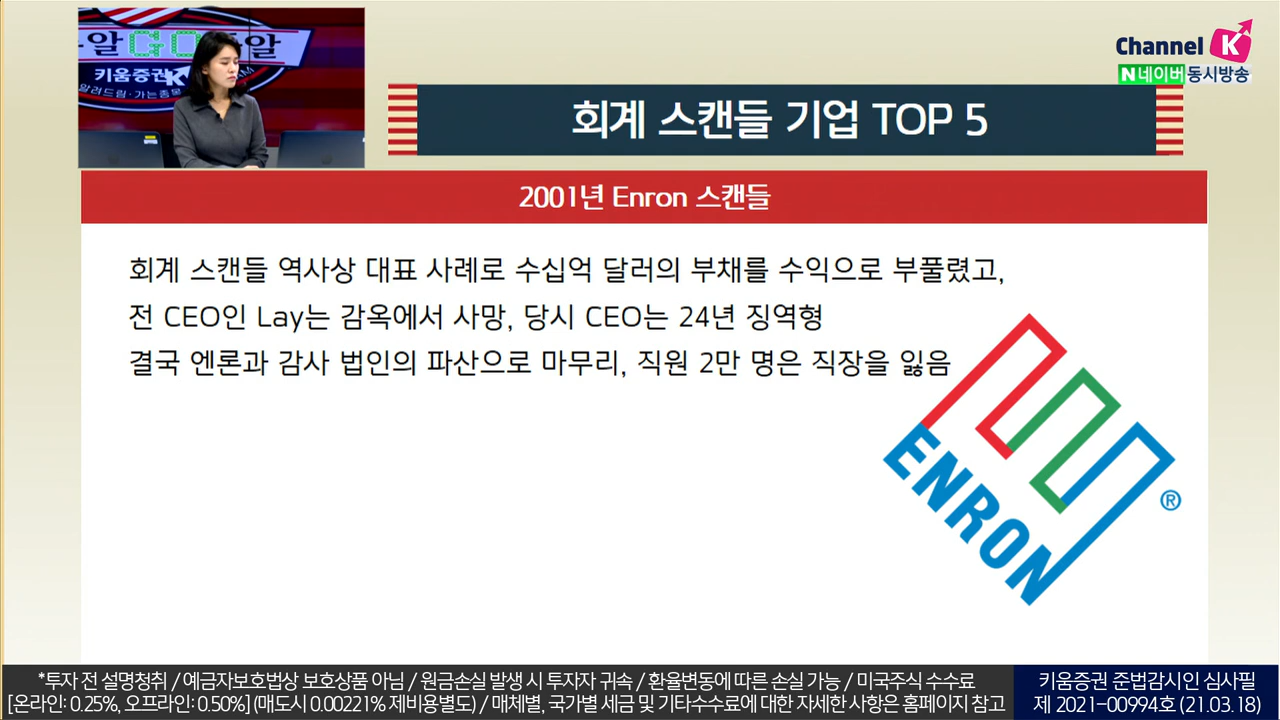 알 GO 알
키움증권 K
알려드림·가는종목
Channel K
N 네이버 동시방송
회계 스캔들 기업 TOP 5
2001년 Enron 스캔들
회계 스캔들 역사상 대표 사례로 수십억 달러의 부채를 수익으로 부풀렸고,
전 CEO인 Lay는 감옥에서 사망, 당시 CEO는 24년 징역형
결국 엔론과 감사 법인의 파산으로 마무리, 직원 2만 명은 직장을 잃음
ENRON ®
*투자 전 설명청취 / 예금자보호법상 보호상품 아님 / 원금손실 발생 시 투자자 귀속 / 환율변동에 따른 손실 가능 / 미국주식 수수료
[온라인: 0.25%, 오프라인: 0.50%] (매도시 0.00221% 제비용별도) / 매체별, 국가별 세금 및 기타수수료에 대한 자세한 사항은 홈페이지 참고
키움증권 준법감시인 심사필
제 2021-00994호 (21.03.18)